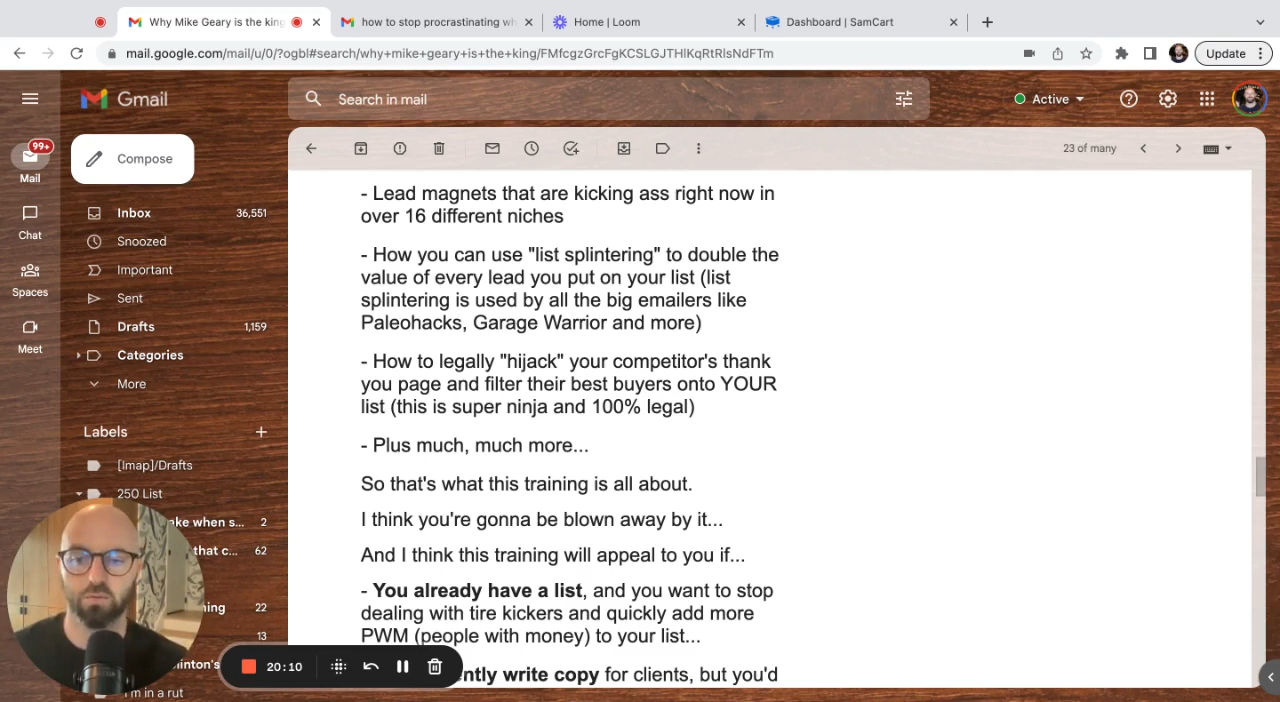 Why Mike Geary is the king
how to stop procrastinating wh
Home | Loom
Dashboard | SamCart
mail.google.com/mail/u/0/?ogbl#search/why+mike+geary+is+the+king/FMfcgzGrcFgKCSLGJTHlKqRtRlsNdFTm
Update
Gmail
Search in mail
Active
99+
Mail
Chat
Spaces
Meet
Compose
Inbox 36,551
Snoozed
Important
Sent
Drafts 1,159
Categories
More
Labels
[Imap]/Drafts
250 List
ake when s... 2
that c... 62
ning 22
13
linton's
I'm in a rut
23 of many
- Lead magnets that are kicking ass right now in
over 16 different niches
- How you can use "list splintering" to double the
value of every lead you put on your list (list
splintering is used by all the big emailers like
Paleohacks, Garage Warrior and more)
- How to legally "hijack" your competitor's thank
you page and filter their best buyers onto YOUR
list (this is super ninja and 100% legal)
- Plus much, much more...
So that's what this training is all about.
I think you're gonna be blown away by it...
And I think this training will appeal to you if...
- You already have a list, and you want to stop
dealing with tire kickers and quickly add more
PWM (people with money) to your list...
ntly write copy for clients, but you'd
20:10